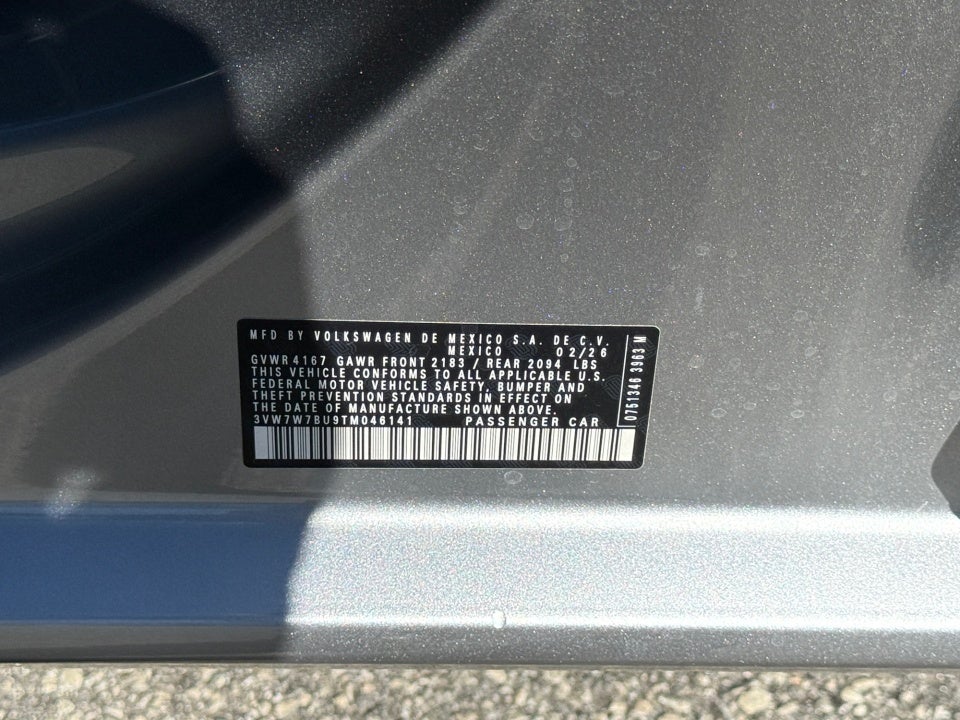 MFD BY VOLKSWAGEN DE MEXICO S.A. DE C.V.
MEXICO 02/26
GVWR 4167 GAWR FRONT 2183 / REAR 2094 LBS
THIS VEHICLE CONFORMS TO ALL APPLICABLE U.S.
FEDERAL MOTOR VEHICLE SAFETY, BUMPER AND
THEFT PREVENTION STANDARDS IN EFFECT ON
THE DATE OF MANUFACTURE SHOWN ABOVE.
3VW7W7BU9TM046141 PASSENGER CAR
0751346 3963 M